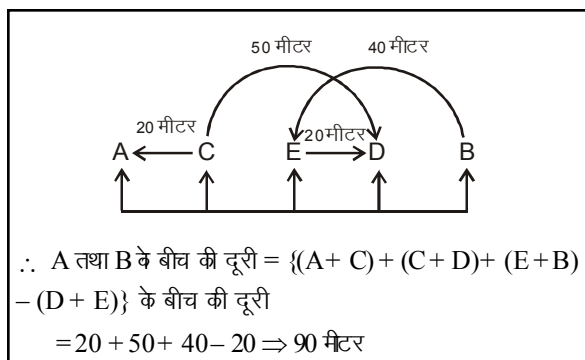 50 मीटर 40 मीटर
20 मीटर 20 मीटर
A C E D B
∴ A तथा B के बीच की दूरी = {(A+ C) + (C + D)+ (E+B)
– (D + E)} के बीच की दूरी
=20 + 50 + 40 – 20 ⇒ 90 मीटर